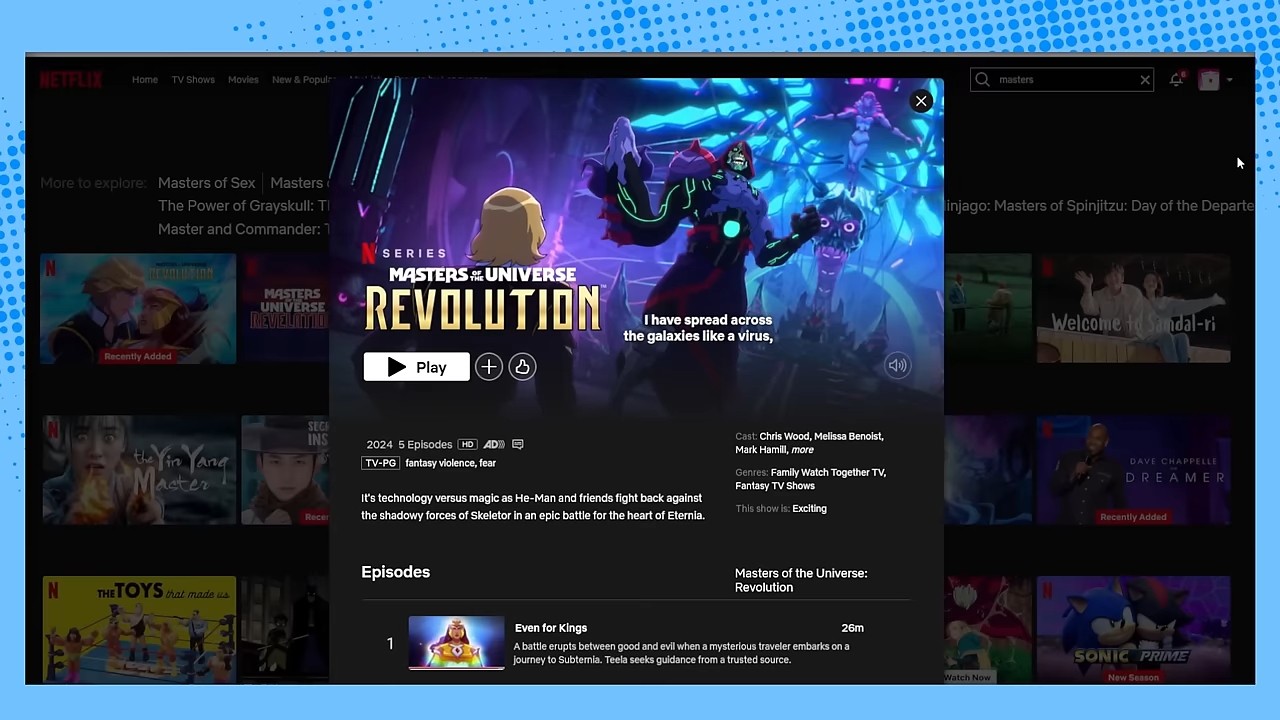 NETFLIX
Home TV Shows Movies New & Popula
masters
6
More to explore: Masters of Sex Masters
The Power of Grayskull: injago: Masters of Spinjitzu: Day of the Departe
Master and Commander:
N SERIES
MASTERS OF THE UNIVERSE
REVOLUTION
I have spread across
the galaxies like a virus,
Play
REVOLUTION
Recently Added
MASTERS
UNIVERSE
REVELATION
Welcome to Samdal-ri
2024 5 Episodes HD AD
TV-PG fantasy violence, fear
It's technology versus magic as He-Man and friends fight back against
the shadowy forces of Skeletor in an epic battle for the heart of Eternia.
Cast: Chris Wood, Melissa Benoist,
Mark Hamill, more
Genres: Family Watch Together TV,
Fantasy TV Shows
This show is: Exciting
the Yin Yang
Master
Recen
DAVE CHAPPELLE
THE
DREAMER
Recently Added
Episodes
Masters of the Universe:
Revolution
1
Even for Kings 26m
A battle erupts between good and evil when a mysterious traveler embarks on a
journey to Subternia. Teela seeks guidance from a trusted source.
THE TOYS that made us
Watch Now
SONIC PRIME
New Season